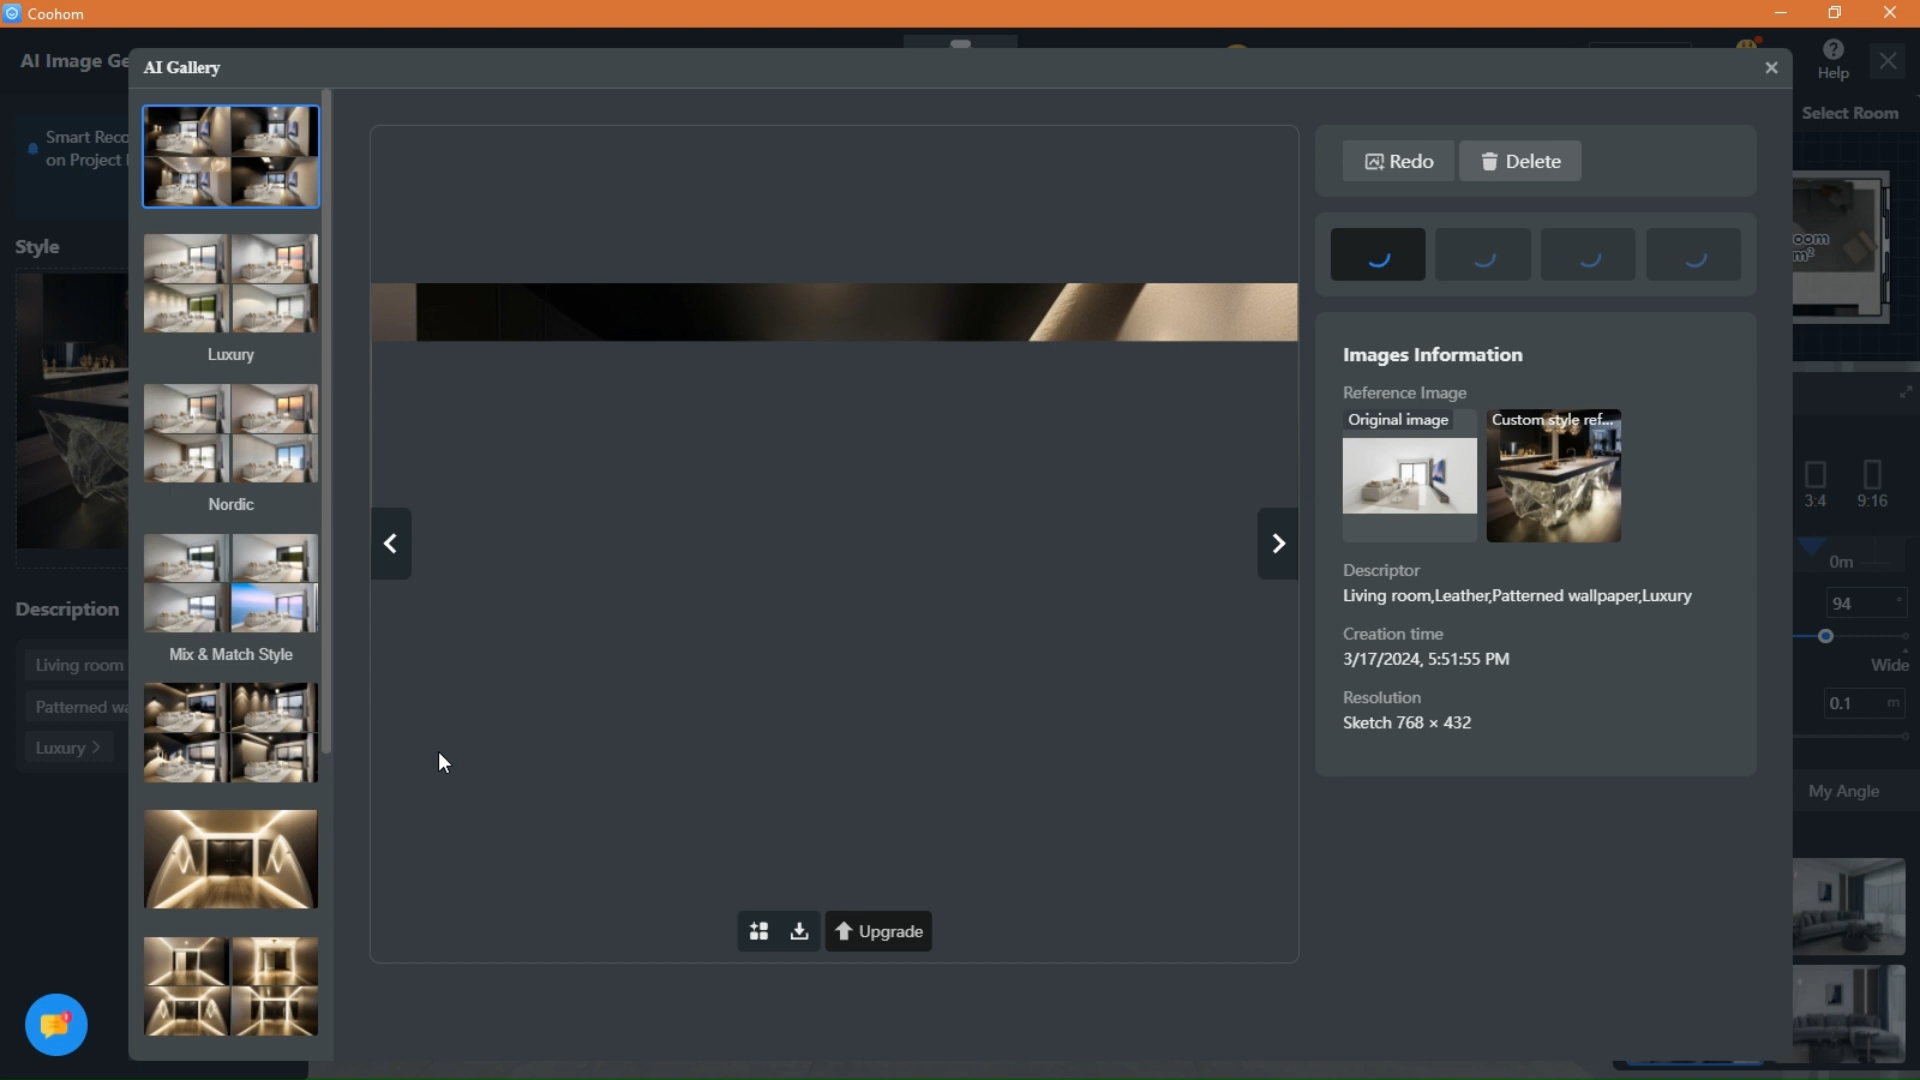 Coohom
AI Image Ge
Help
AI Gallery
Select Room
Smart Reco
on Project
Redo
Delete
Style
oom
m²
Luxury
Images Information
Reference Image
Original image
Custom style ref...
3:4
9:16
Nordic
0m
Descriptor
Living room,Leather,Patterned wallpaper,Luxury
94
°
Description
Creation time
3/17/2024, 5:51:55 PM
Mix & Match Style
Living room
Wide
Resolution
Sketch 768 × 432
Patterned wa
0.1
m
Luxury >
My Angle
Upgrade